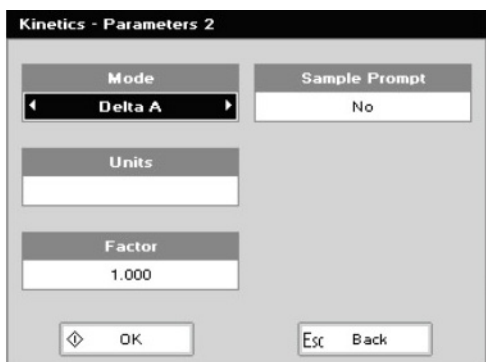 Kinetics - Parameters 2
Mode
Delta A
Sample Prompt
No
Units
Factor
1.000
OK
Esc Back